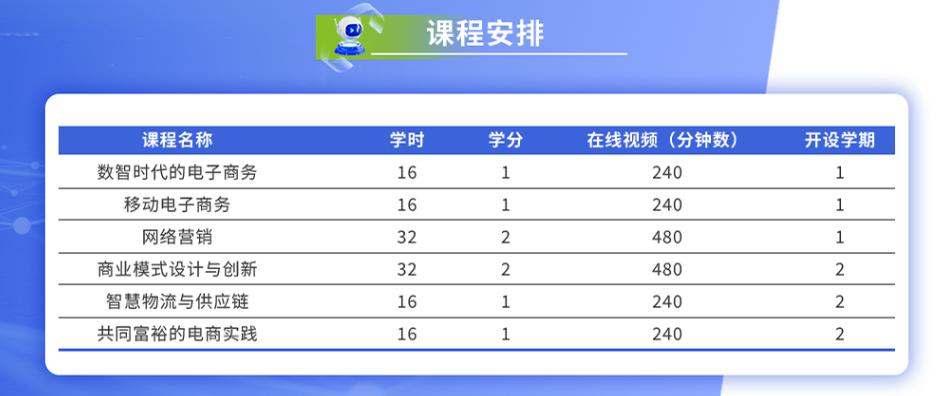 课程安排
课程名称 学时 学分 在线视频（分钟数） 开设学期
数智时代的电子商务 16 1 240 1
移动电子商务 16 1 240 1
网络营销 32 2 480 1
商业模式设计与创新 32 2 480 2
智慧物流与供应链 16 1 240 2
共同富裕的电商实践 16 1 240 2